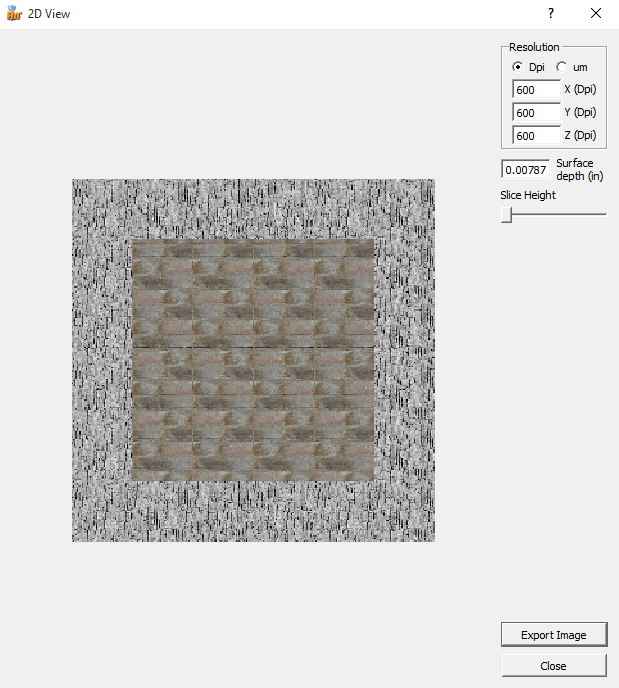 2D View
?
Resolution
Dpi
um
600 X (Dpi)
600 Y (Dpi)
600 Z (Dpi)
0.00787 Surface
depth (in)
Slice Height
Export Image
Close